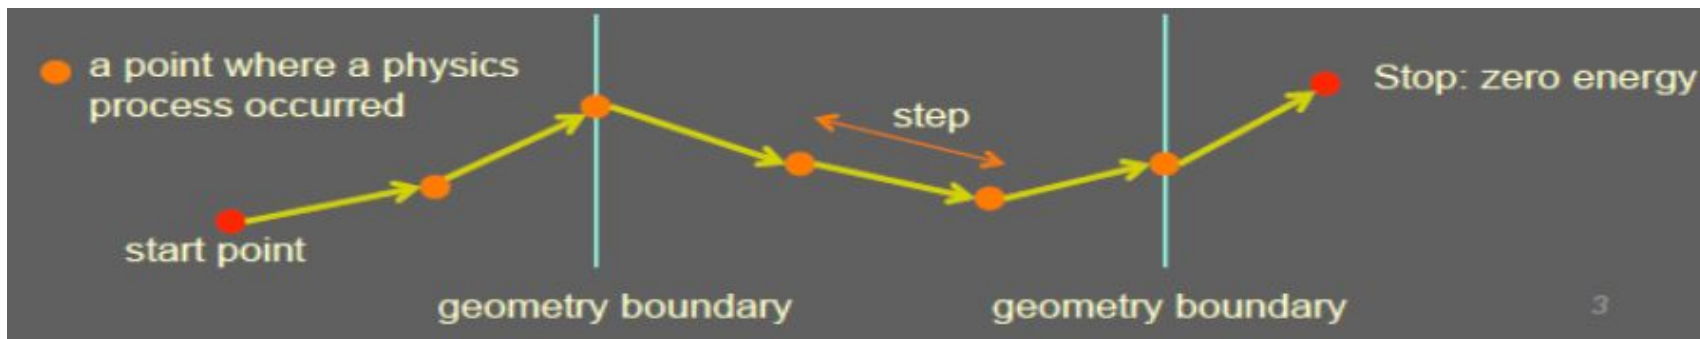 a point where a physics
process occurred
step
Stop: zero energy
start point
geometry boundary
geometry boundary
3